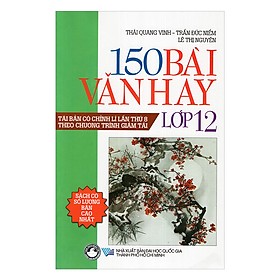 THÁI QUANG VINH - TRẦN ĐỨC NIỀM
LÊ THỊ NGUYÊN
150 BÀI
VĂN HAY
LỚP 12
TÁI BẢN CÓ CHỈNH LÍ LẦN THỨ 8
THEO CHƯƠNG TRÌNH GIẢM TẢI
SÁCH CÓ
SỐ LƯỢNG
BÁN
CAO
NHẤT
NHÀ XUẤT BẢN ĐẠI HỌC QUỐC GIA
THÀNH PHỐ HỒ CHÍ MINH